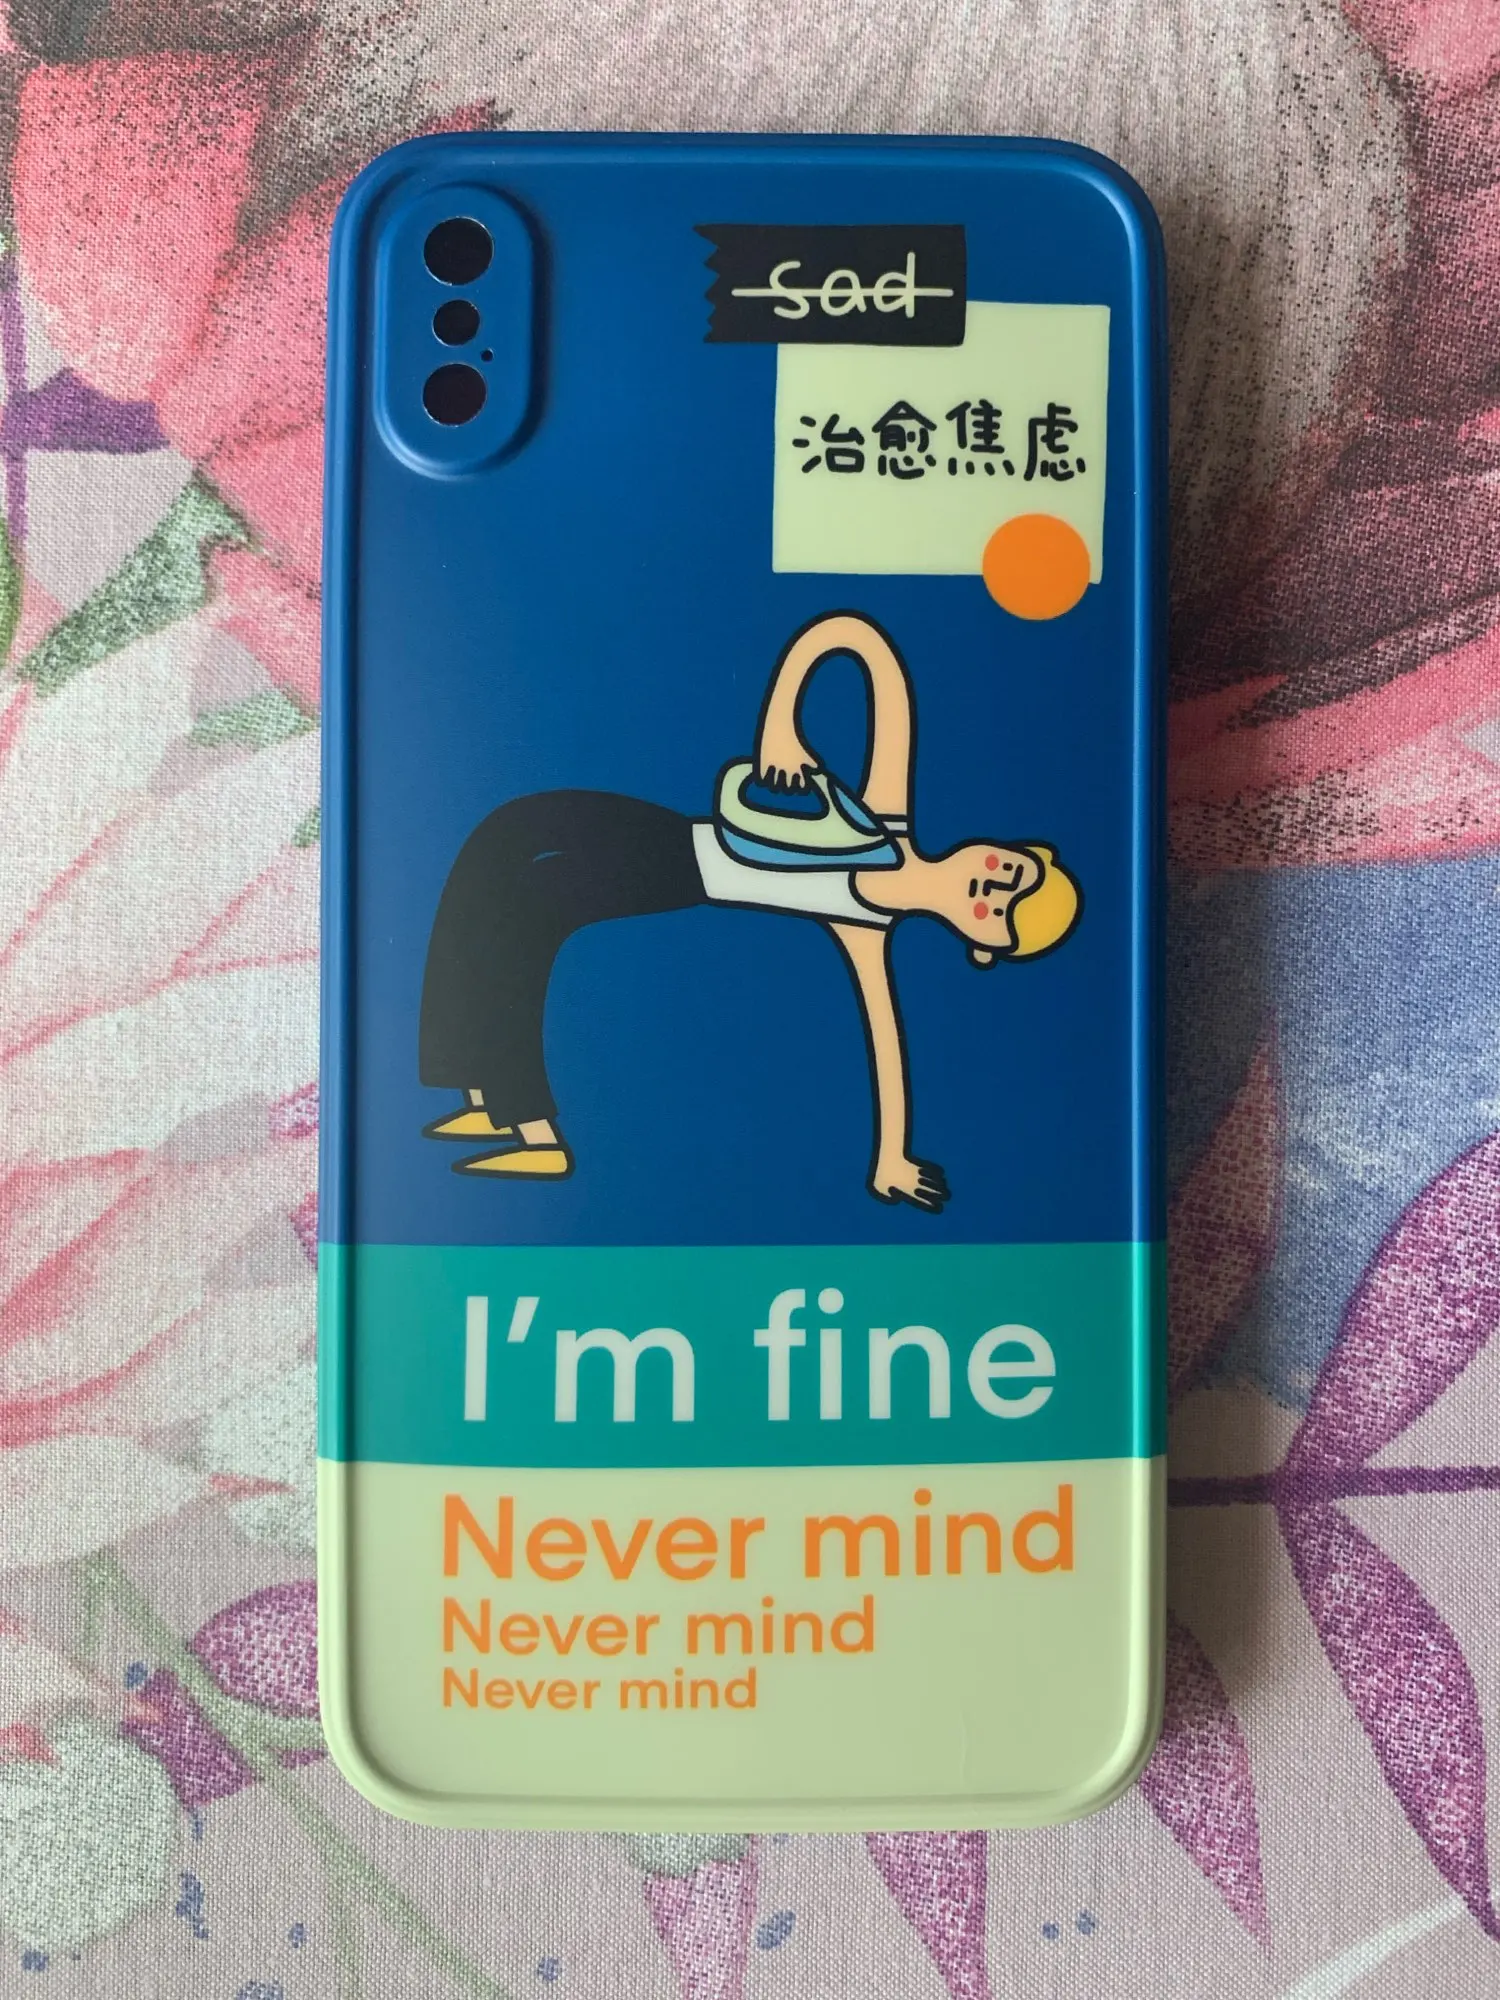 sad
治愈焦虑
I'm fine
Never mind
Never mind
Never mind